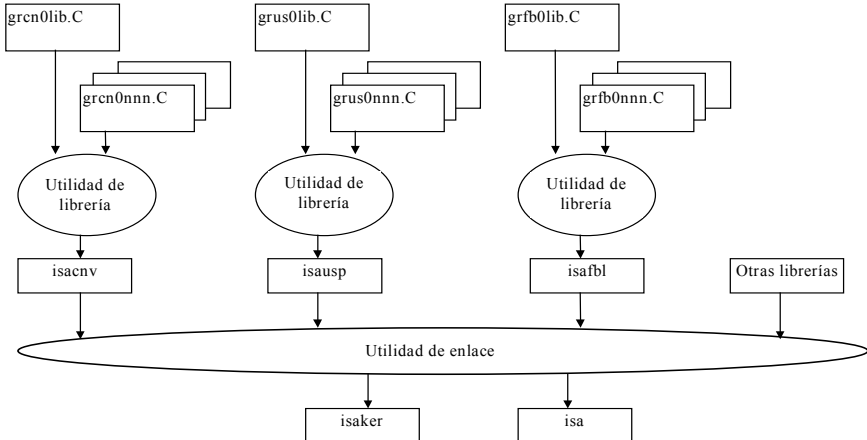 grcn0lib.C
grus0lib.C
grfb0lib.C
grcn0nnn.C
grus0nnn.C
grfb0nnn.C
Utilidad de
librería
Utilidad de
librería
Utilidad de
librería
isacnv
isausp
isafbl
Otras librerías
Utilidad de enlace
isaker
isa